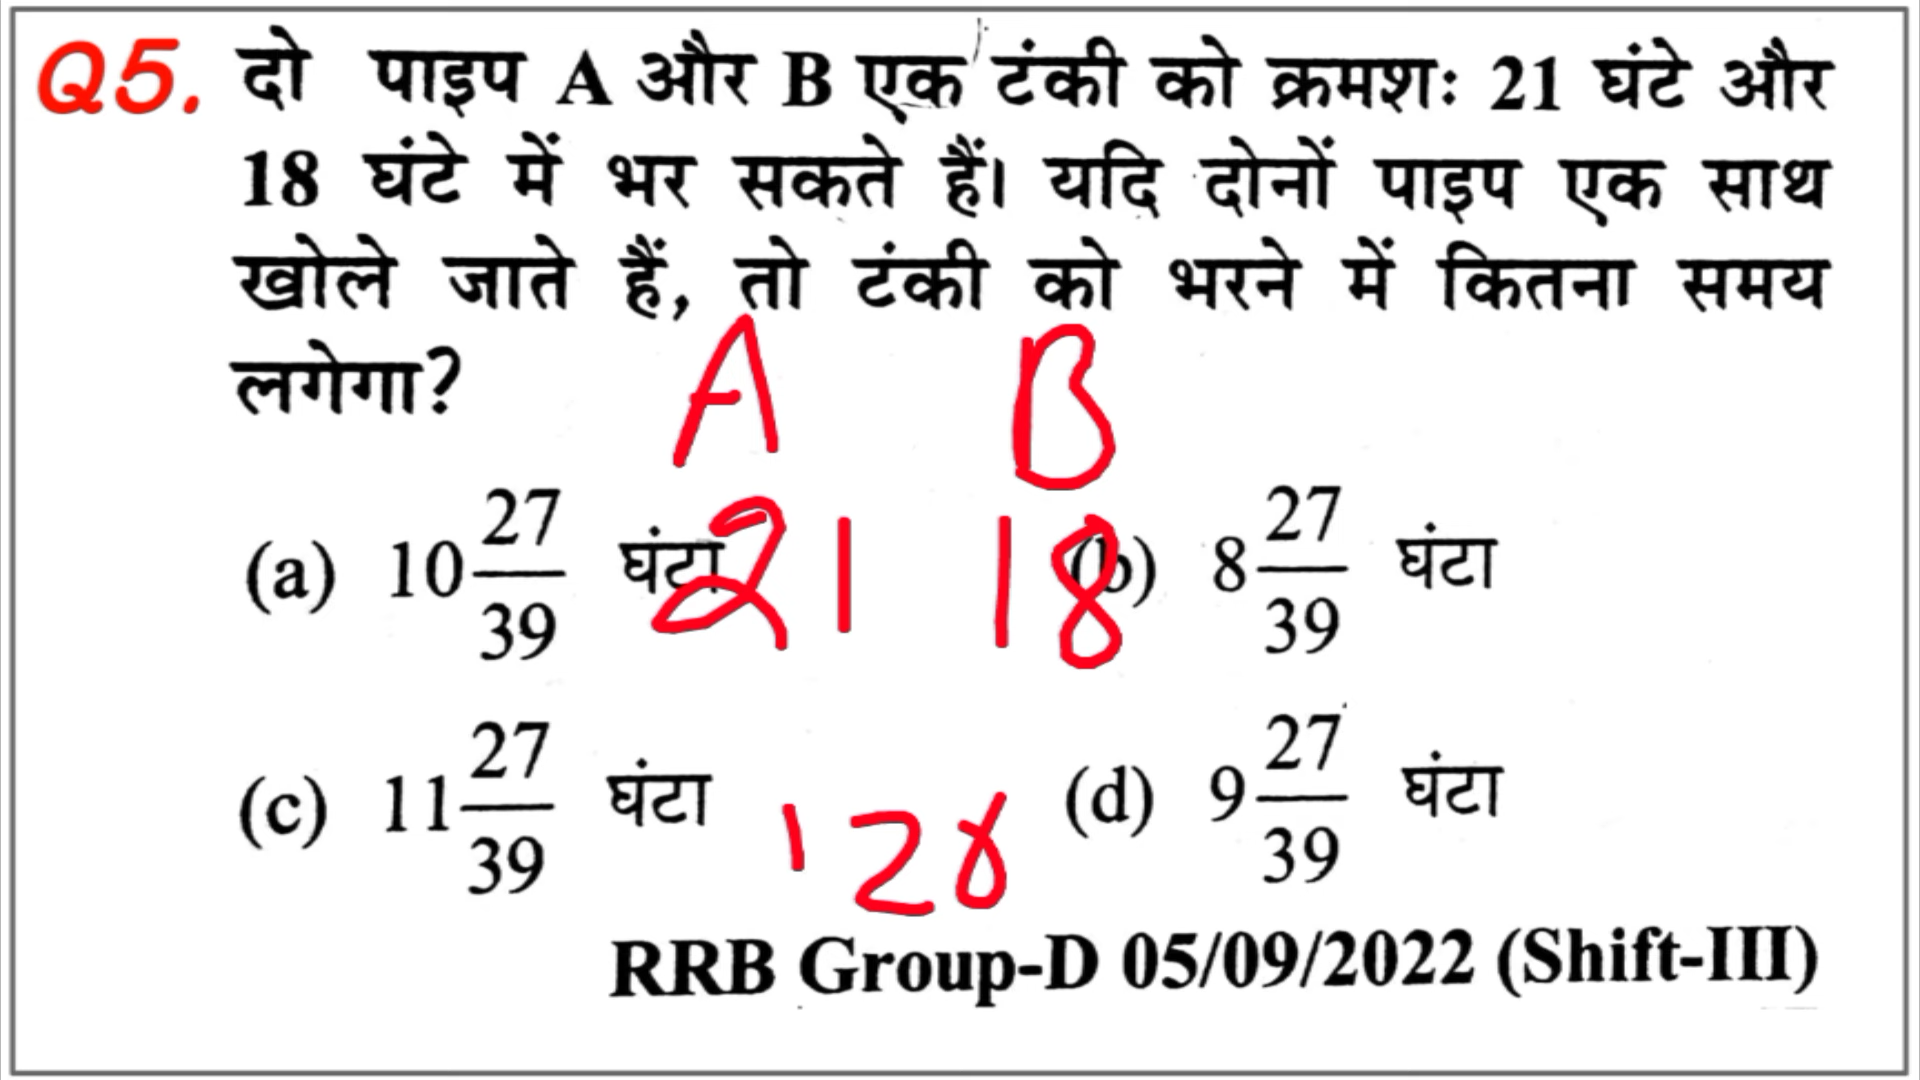 Q5. दो पाइप A और B एक टंकी को क्रमशः 21 घंटे और
18 घंटे में भर सकते हैं। यदि दोनों पाइप एक साथ
खोले जाते हैं, तो टंकी को भरने में कितना समय
लगेगा?
A B
(a) 10 27/39 घंटा (b) 8 27/39 घंटा
21 18
(c) 11 27/39 घंटा (d) 9 27/39 घंटा
RRB Group-D 05/09/2022 (Shift-III)